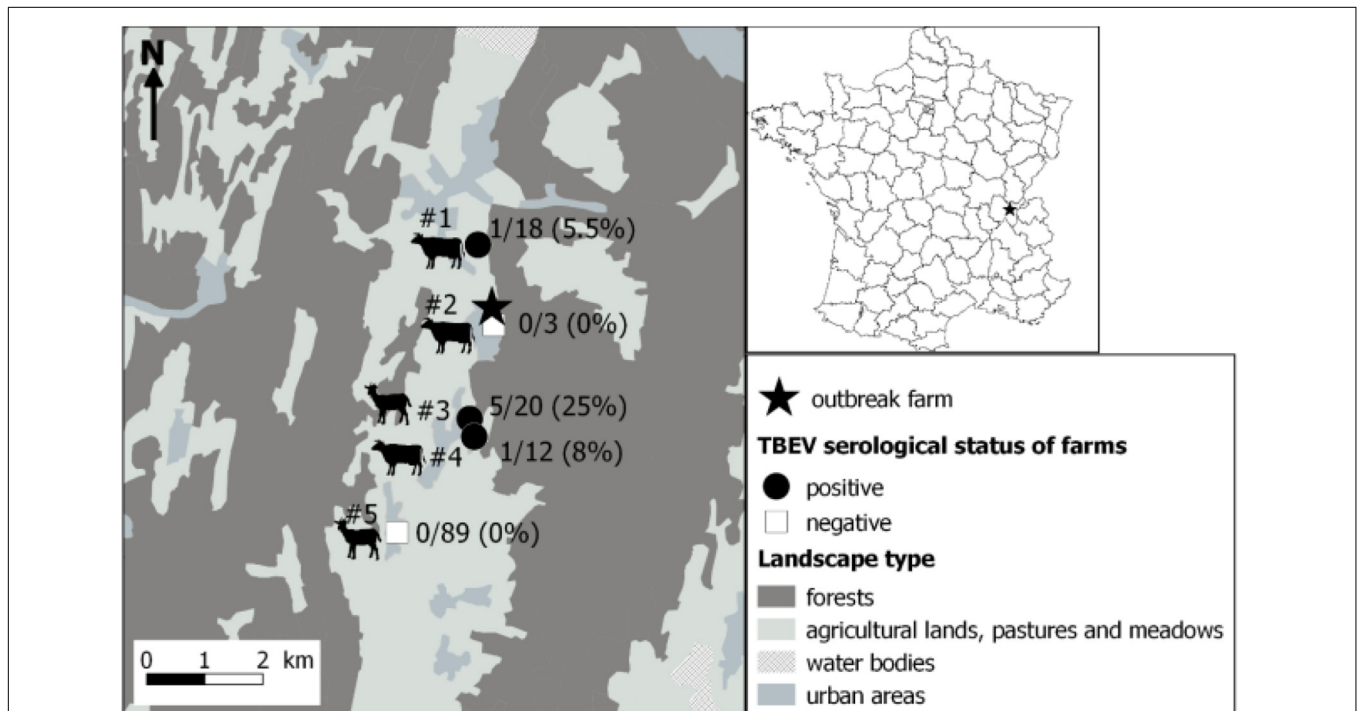 N
#1
1/18 (5.5%)
#2
0/3 (0%)
#3
5/20 (25%)
#4
1/12 (8%)
#5
0/89 (0%)
0 1 2 km
outbreak farm
TBEV serological status of farms
positive
negative
Landscape type
forests
agricultural lands, pastures and meadows
water bodies
urban areas